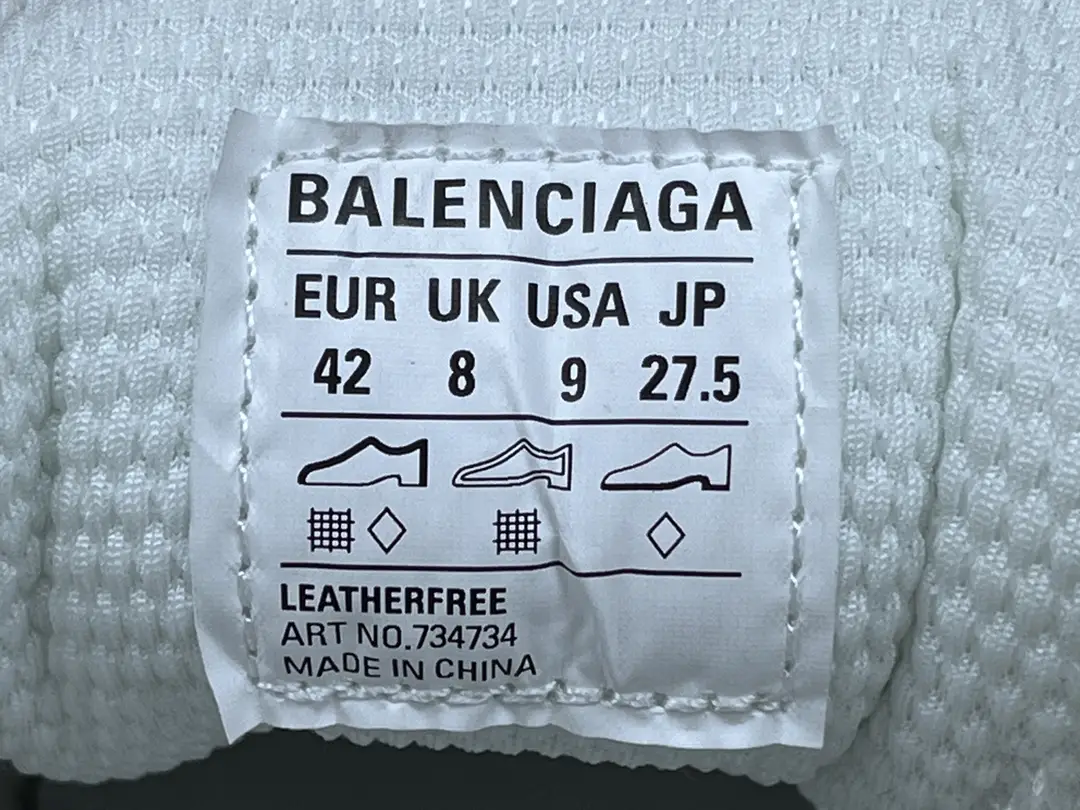 BALENCIAGA
EUR UK USA JP
42 8 9 27.5
LEATHERFREE
ART NO.734734
MADE IN CHINA